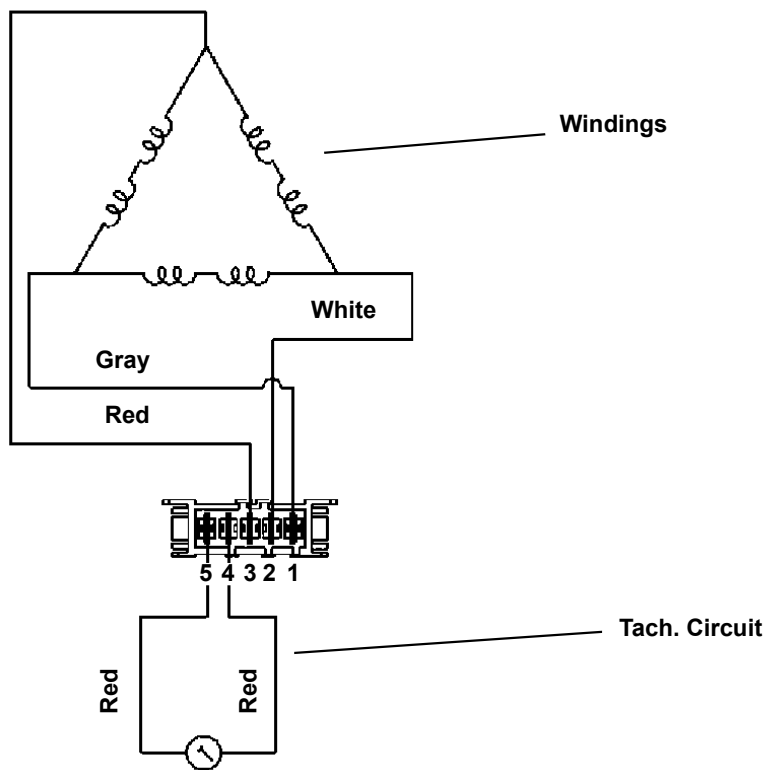 Windings
White
Gray
Red
5 4 3 2 1
Tach. Circuit
Red
Red